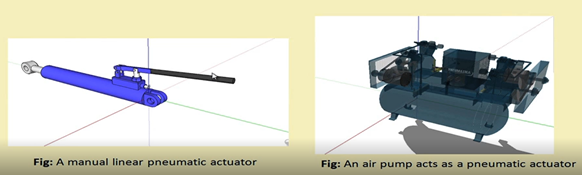 Fig: A manual linear pneumatic actuator
Fig: An air pump acts as a pneumatic actuator